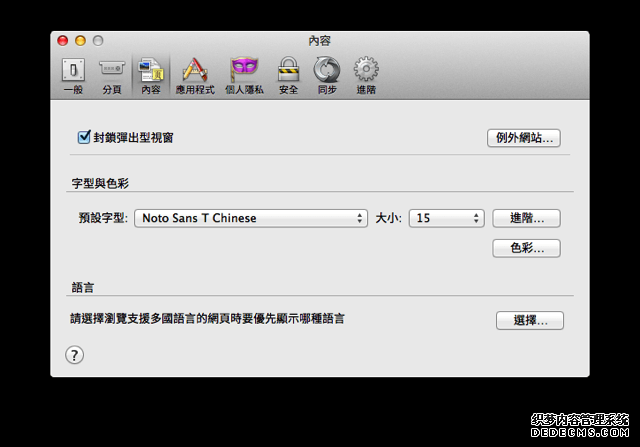 內容
一般 分頁 內容 應用程式 個人隱私 安全 同步 進階
封鎖彈出型視窗 例外網站...
字型與色彩
預設字型: Noto Sans T Chinese 大小: 15 進階...
色彩...
語言
請選擇瀏覽支援多國語言的網頁時要優先顯示哪種語言 選擇...
?
织梦内容管理系统
DEDECMS.COM